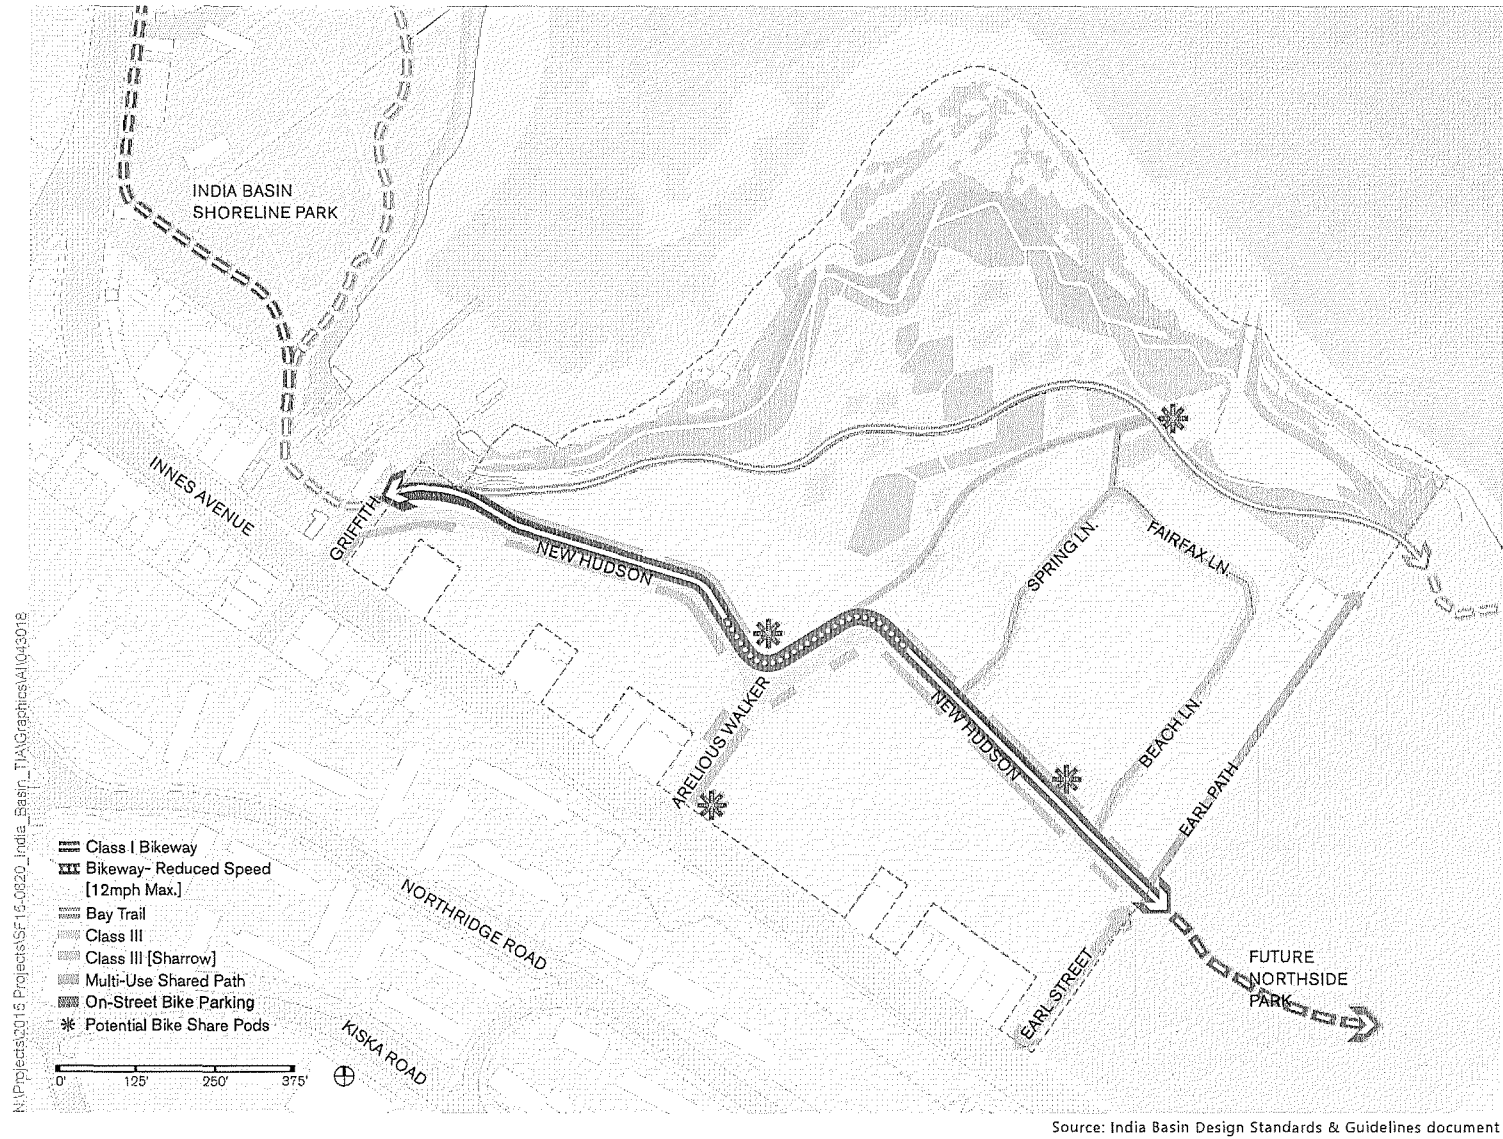 INDIA BASIN
SHORELINE PARK
INNES AVENUE
GRIFFITH
NEW HUDSON
SPRING LN.
FAIRFAX LN.
ARELIOUS WALKER
NEW HUDSON
BEACH LN.
EARL PATH
EARL STREET
FUTURE
NORTHSIDE
PARK
NORTHRIDGE ROAD
KISKA ROAD
Class I Bikeway
Bikeway- Reduced Speed
[12mph Max.]
Bay Trail
Class III
Class III [Sharrow]
Multi-Use Shared Path
On-Street Bike Parking
Potential Bike Share Pods
0' 125' 250' 375'
Source: India Basin Design Standards & Guidelines document